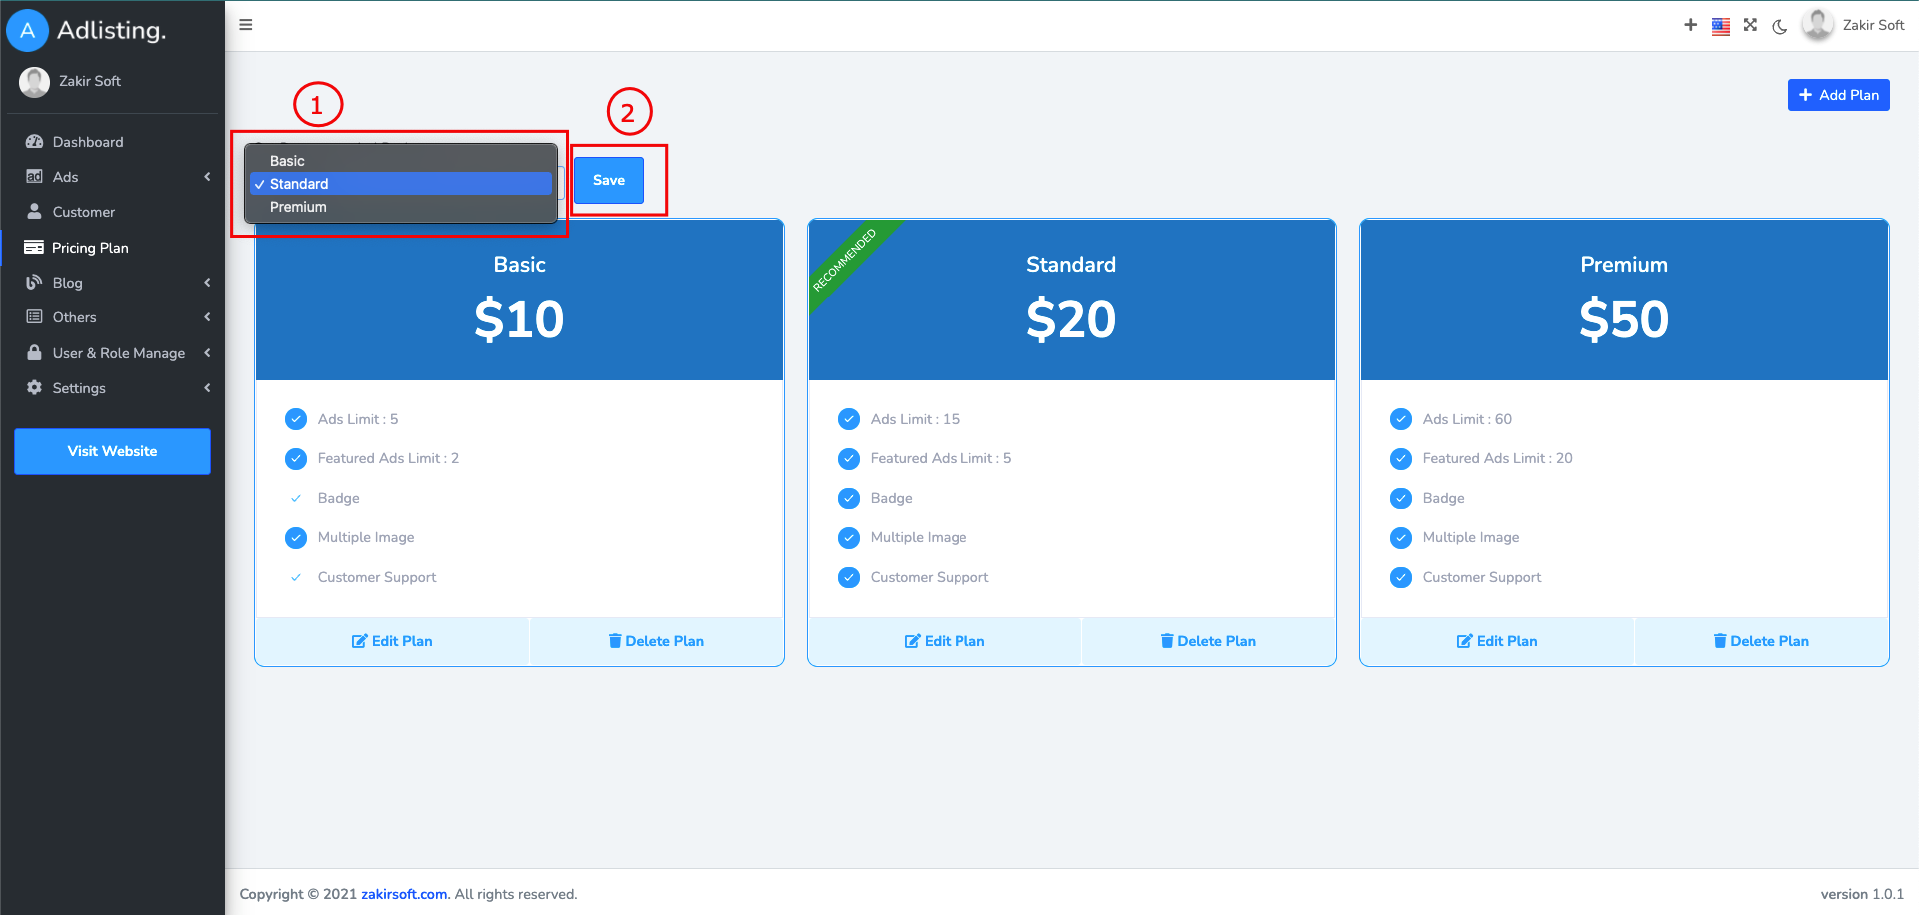 A Adlisting.
Zakir Soft
Zakir Soft
Dashboard
ad Ads
Customer
Pricing Plan
Blog
Others
User & Role Manage
Settings
Visit Website
+ Add Plan
1
2
Basic
✓ Standard
Premium
Save
Basic
$10
Ads Limit : 5
Featured Ads Limit : 2
Badge
Multiple Image
Customer Support
Edit Plan
Delete Plan
RECOMMENDED
Standard
$20
Ads Limit : 15
Featured Ads Limit : 5
Badge
Multiple Image
Customer Support
Edit Plan
Delete Plan
Premium
$50
Ads Limit : 60
Featured Ads Limit : 20
Badge
Multiple Image
Customer Support
Edit Plan
Delete Plan
Copyright © 2021 zakirsoft.com. All rights reserved.
version 1.0.1